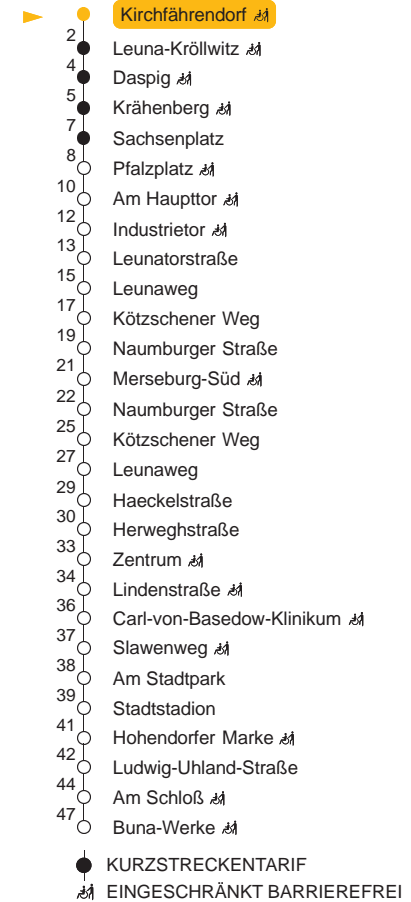 Kirchfährendorf
2
Leuna-Kröllwitz
4
Daspig
5
Krähenberg
7
Sachsenplatz
8
Pfalzplatz
10
Am Haupttor
12
Industrietor
13
Leunatorstraße
15
Leunaweg
17
Kötzschener Weg
19
Naumburger Straße
21
Merseburg-Süd
22
Naumburger Straße
25
Kötzschener Weg
27
Leunaweg
29
Haeckelstraße
30
Herweghstraße
33
Zentrum
34
Lindenstraße
36
Carl-von-Basedow-Klinikum
37
Slawenweg
38
Am Stadtpark
39
Stadtstadion
41
Hohendorfer Marke
42
Ludwig-Uhland-Straße
44
Am Schloß
47
Buna-Werke
KURZSTRECKENTARIF
EINGESCHRÄNKT BARRIEREFREI